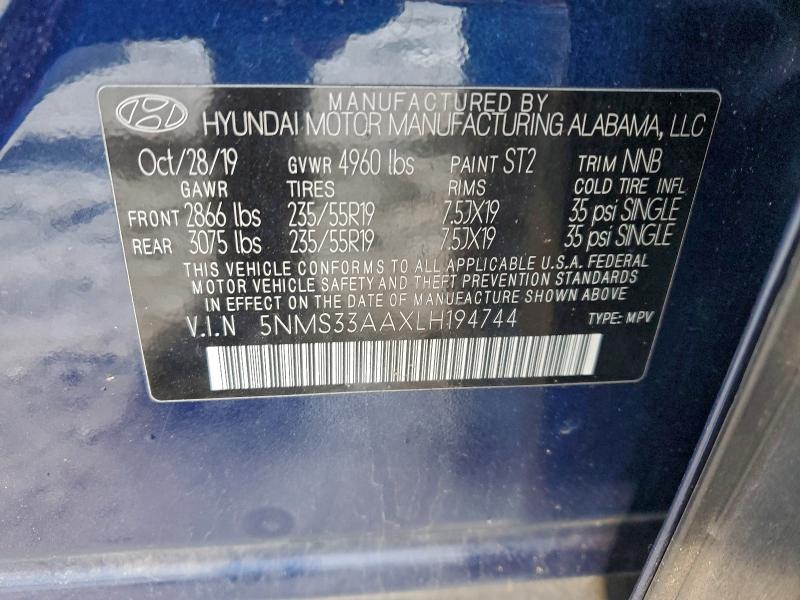 MANUFACTURED BY
HYUNDAI MOTOR MANUFACTURING ALABAMA, LLC
Oct/28/19 GVWR 4960 lbs PAINT ST2 TRIM NNB
GAWR TIRES RIMS COLD TIRE INFL
FRONT 2866 lbs 235/55R19 7.5JX19 35 psi SINGLE
REAR 3075 lbs 235/55R19 7.5JX19 35 psi SINGLE
THIS VEHICLE CONFORMS TO ALL APPLICABLE U.S.A. FEDERAL
MOTOR VEHICLE SAFETY AND THEFT PREVENTION STANDARDS
IN EFFECT ON THE DATE OF MANUFACTURE SHOWN ABOVE
V.I.N 5NMS33AAXLH194744 TYPE: MPV